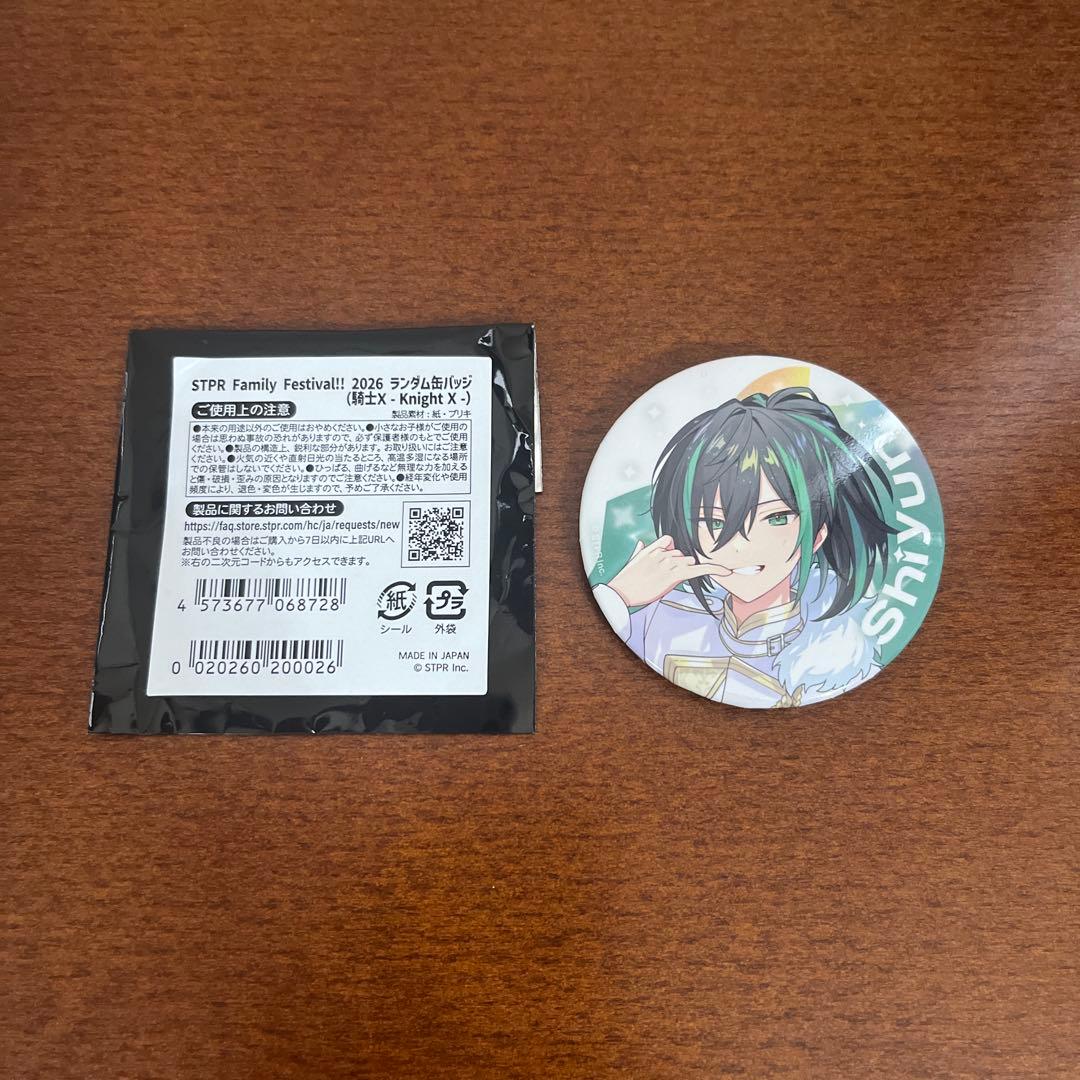 STPR Family Festival!! 2026 ランダム缶バッジ
(騎士X - Knight X -)
ご使用上の注意
製品素材:紙・ブリキ
●本来の用途以外のご使用はおやめください。●小さなお子様がご使用の
場合は思わぬ事故の恐れがありますので、必ず保護者様のもとでご使用
ください。●製品の構造上、鋭利な部分があります。お取り扱いにはご注意
ください。●火気の近くや直射日光の当たるところ、高温多湿になる場所
での保管はしないでください。●ひっぱる、曲げるなど無理な力を加える
と傷・破損・歪みの原因となりますのでご注意ください。●経年変化や使用
頻度により、退色・変色が生じますので、予めご了承ください。
製品に関するお問い合わせ
https://faq.store.stpr.com/hc/ja/requests/new
製品不良の場合はご購入から7日以内に上記URLへ
お問い合わせください。
※右の二次元コードからもアクセスできます。
4 573677 068728
紙
シール
プラ
外袋
0 020260 200026
MADE IN JAPAN
© STPR Inc.
Shiyun